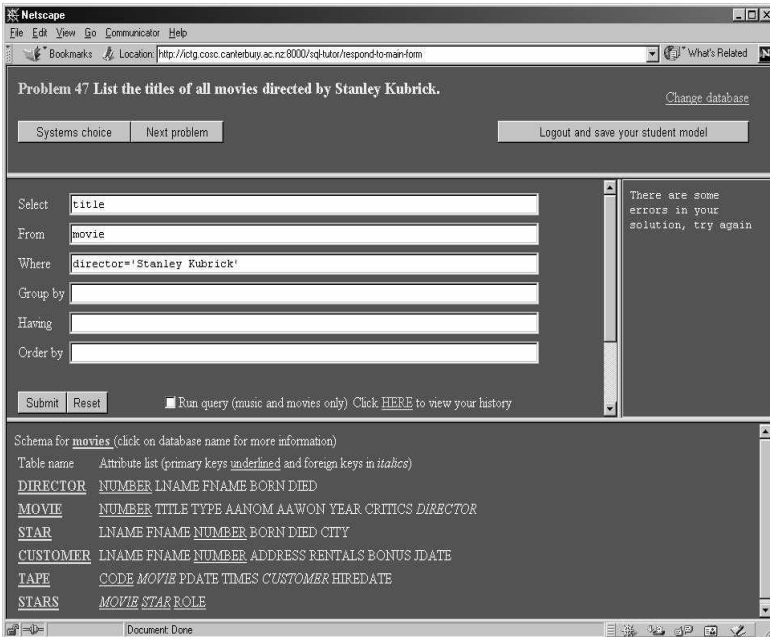 Netscape
File Edit View Go Communicator Help
Bookmarks Location: http://ictg.cosc.canterbury.ac.nz:8000/sql-tutor/respond-to-main-form What's Related N
Problem 47 List the titles of all movies directed by Stanley Kubrick.
Change database
Systems choice Next problem Logout and save your student model
Select title
From movie
Where director='Stanley Kubrick'
Group by
Having
Order by
There are some
errors in your
solution, try again
Submit Reset Run query (music and movies only) Click HERE to view your history
Schema for movies (click on database name for more information)
Table name Attribute list (primary keys underlined and foreign keys in italics)
DIRECTOR NUMBER LNAME FNAME BORN DIED
MOVIE NUMBER TITLE TYPE AANOM AAWON YEAR CRITICS DIRECTOR
STAR LNAME FNAME NUMBER BORN DIED CITY
CUSTOMER LNAME FNAME NUMBER ADDRESS RENTALS BONUS JDATE
TAPE CODE MOVIE PDATE TIMES CUSTOMER HIREDATE
STARS MOVIE STAR ROLE
Document: Done